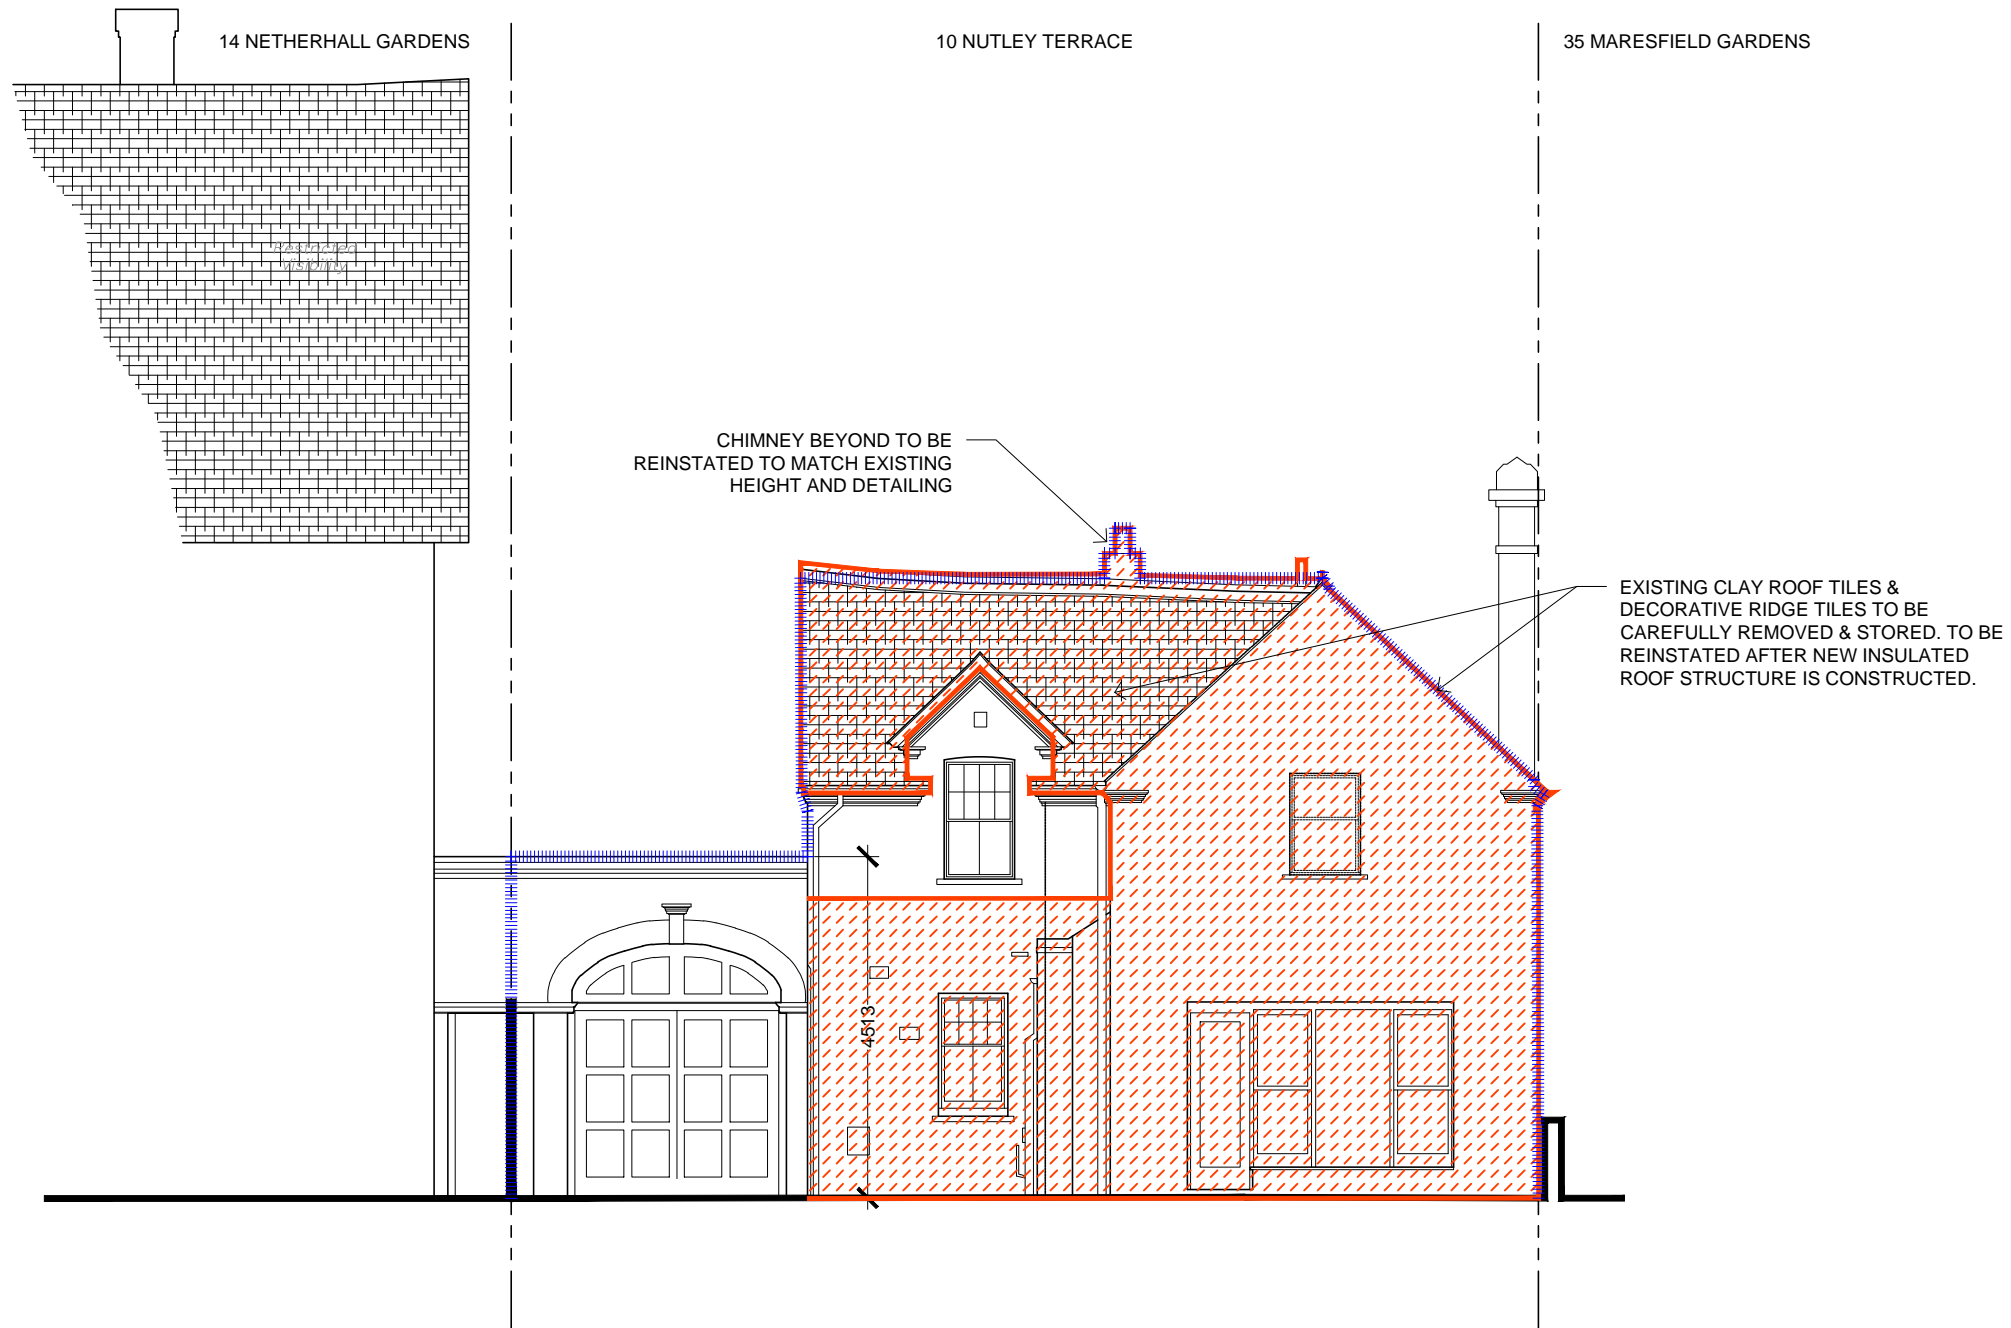 14 NETHERHALL GARDENS
10 NUTLEY TERRACE
35 MARESFIELD GARDENS
Restricted
Visibility
CHIMNEY BEYOND TO BE
REINSTATED TO MATCH EXISTING
HEIGHT AND DETAILING
EXISTING CLAY ROOF TILES &
DECORATIVE RIDGE TILES TO BE
CAREFULLY REMOVED & STORED. TO BE
REINSTATED AFTER NEW INSULATED
ROOF STRUCTURE IS CONSTRUCTED.
4513